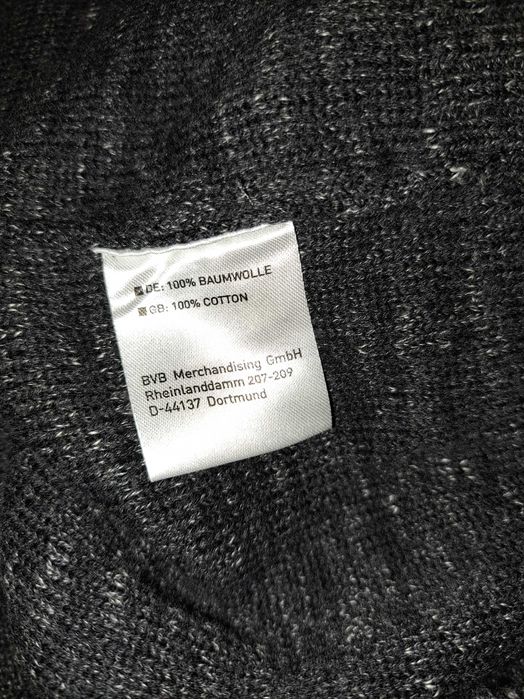 DE: 100% BAUMWOLLE
GB: 100% COTTON
BVB Merchandising GmbH
Rheinlanddamm 207-209
D-44137 Dortmund